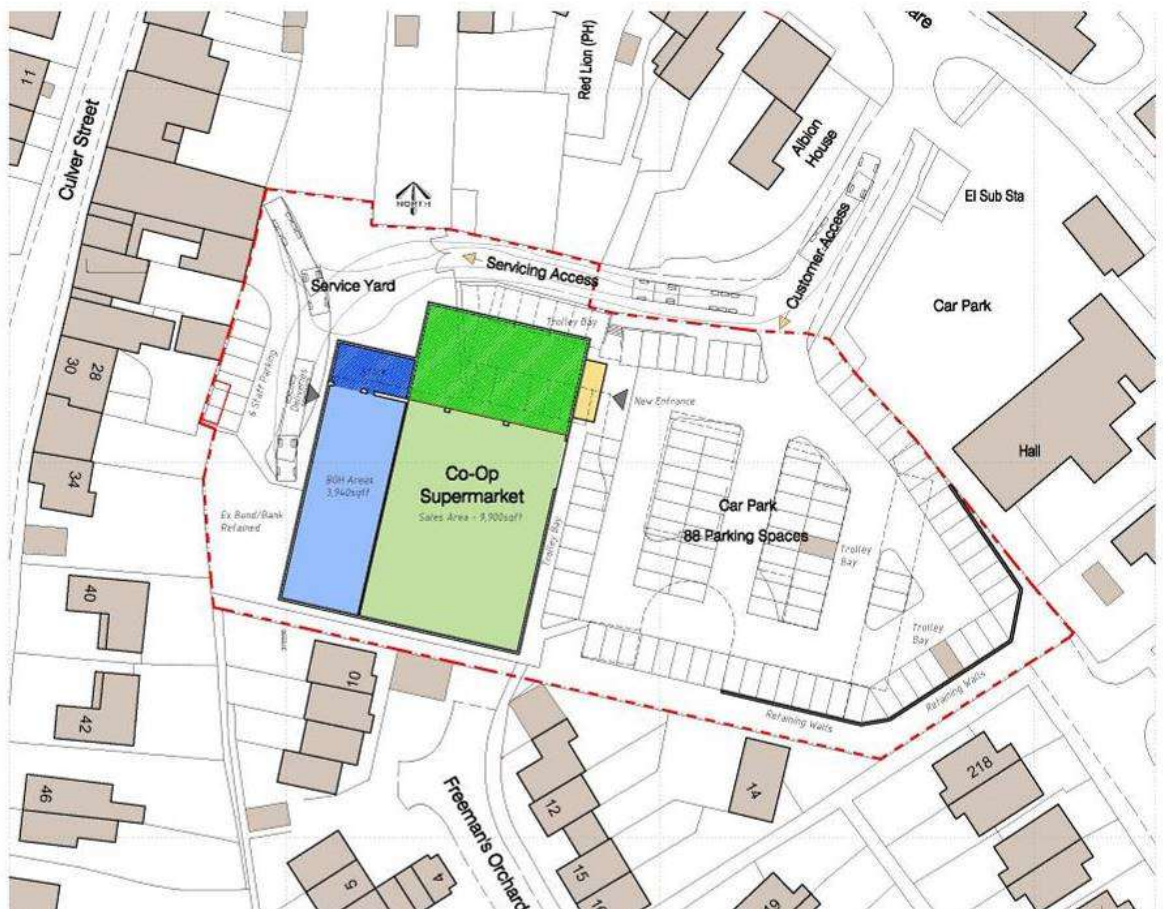 11
Culver Street
Red Lion (PH)
Albion
House
El Sub Sta
NORTH
Servicing Access
Customer Access
Service Yard
Car Park
Trolley Bay
28
30
34
6 Staff Parking
New Entrance
Hall
Co-Op
Supermarket
Sales Area - 9,900sqft
BOH Areas
3,940sqft
Ex Bund/Bank
Retained
Trolley Bay
Car Park
88 Parking Spaces
Trolley
Bay
Trolley
Bay
Retaining Walls
Retaining Walls
40
10
42
46
Freeman's Orchard
12
14
218
15
5
4